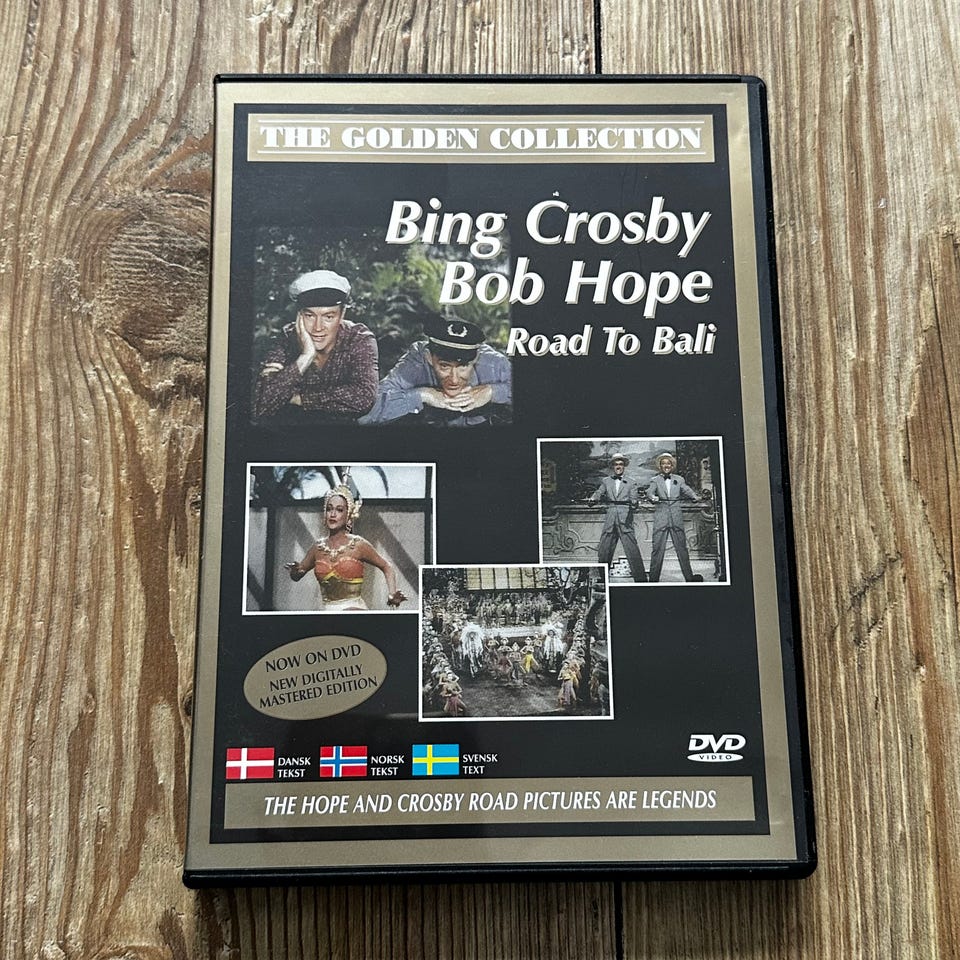 THE GOLDEN COLLECTION
Bing Crosby
Bob Hope
Road To Bali
NOW ON DVD
NEW DIGITALLY
MASTERED EDITION
DANSK
TEKST
NORSK
TEKST
SVENSK
TEXT
DVD
VIDEO
THE HOPE AND CROSBY ROAD PICTURES ARE LEGENDS